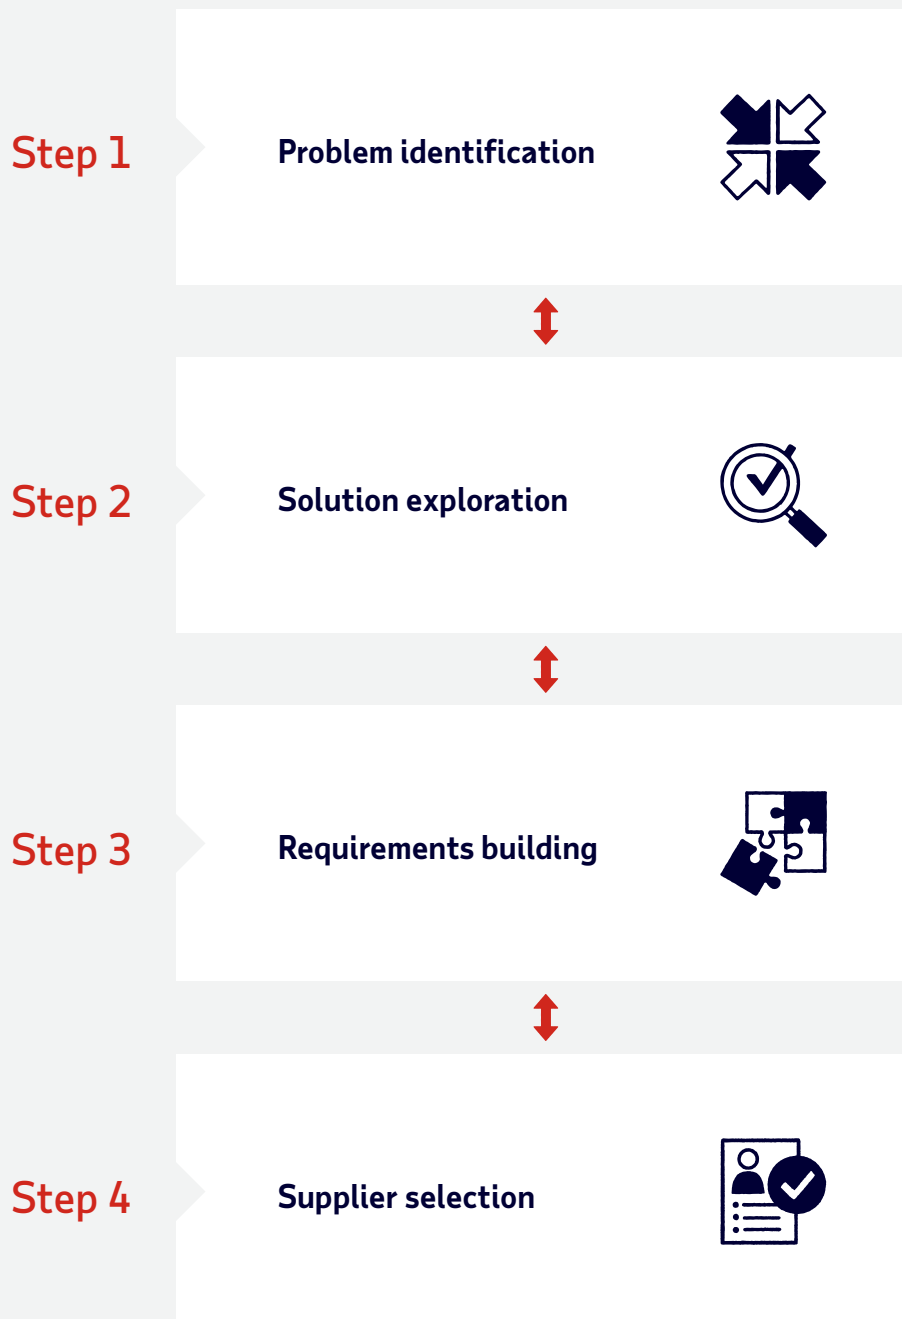 Step 1
Problem identification
Step 2
Solution exploration
Step 3
Requirements building
Step 4
Supplier selection